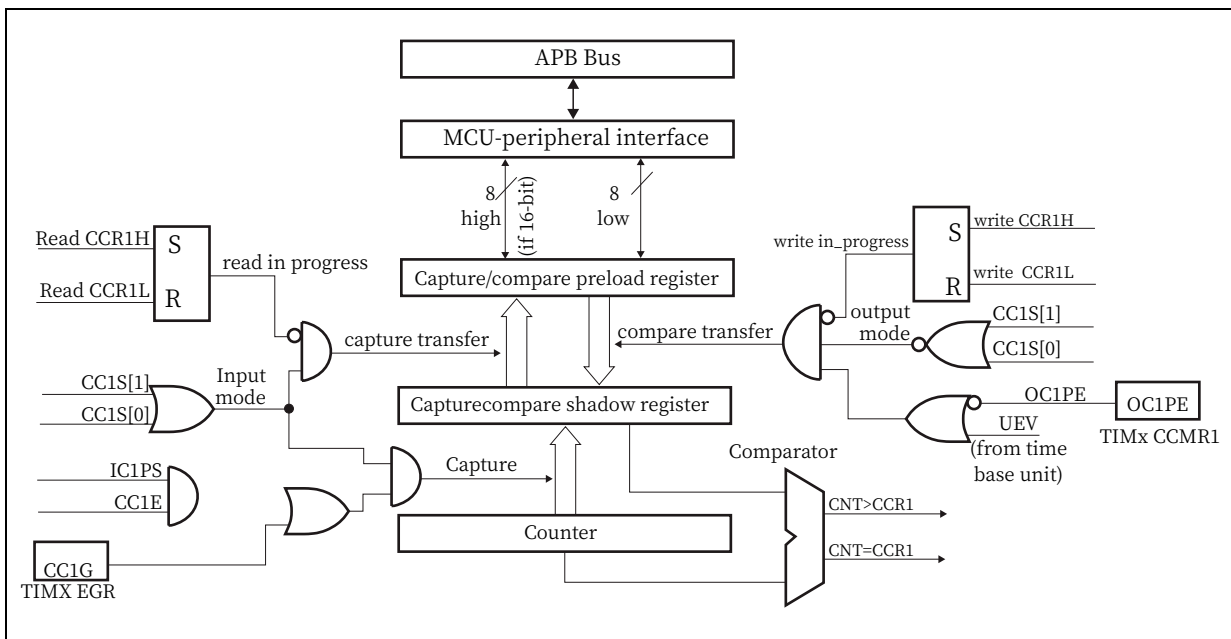 APB Bus
MCU-peripheral interface
8
high
(if 16-bit)
8
low
Read CCR1H
S
Read CCR1L
R
read in progress
write in_progress
S
write CCR1H
R
write CCR1L
Capture/compare preload register
capture transfer
compare transfer
output
mode
CC1S[1]
CC1S[0]
CC1S[1]
CC1S[0]
Input
mode
Capturecompare shadow register
OC1PE
OC1PE
TIMx CCMR1
UEV
(from time
base unit)
IC1PS
CC1E
Capture
Comparator
CNT>CCR1
CNT=CCR1
Counter
CC1G
TIMX EGR